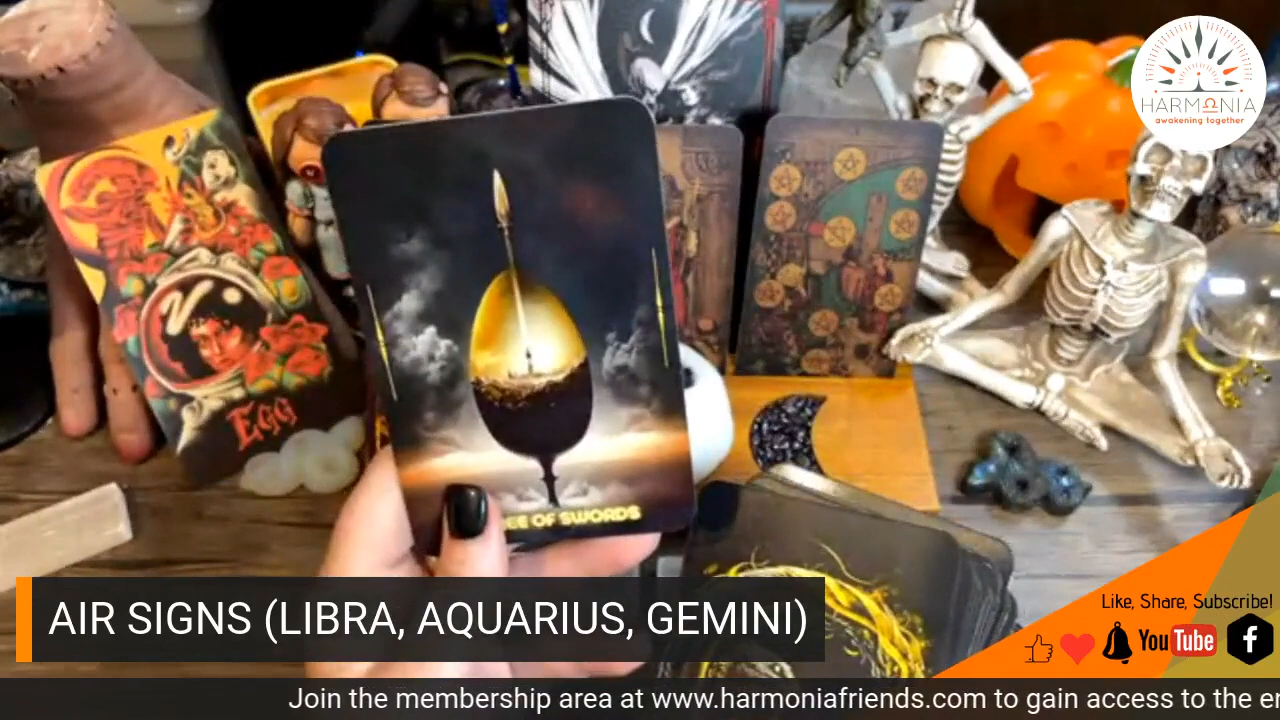 HARMONIA
awakening together
EGG
EE OF SWORDS
AIR SIGNS (LIBRA, AQUARIUS, GEMINI)
Like, Share, Subscribe!
YouTube
Join the membership area at www.harmoniafriends.com to gain access to the e